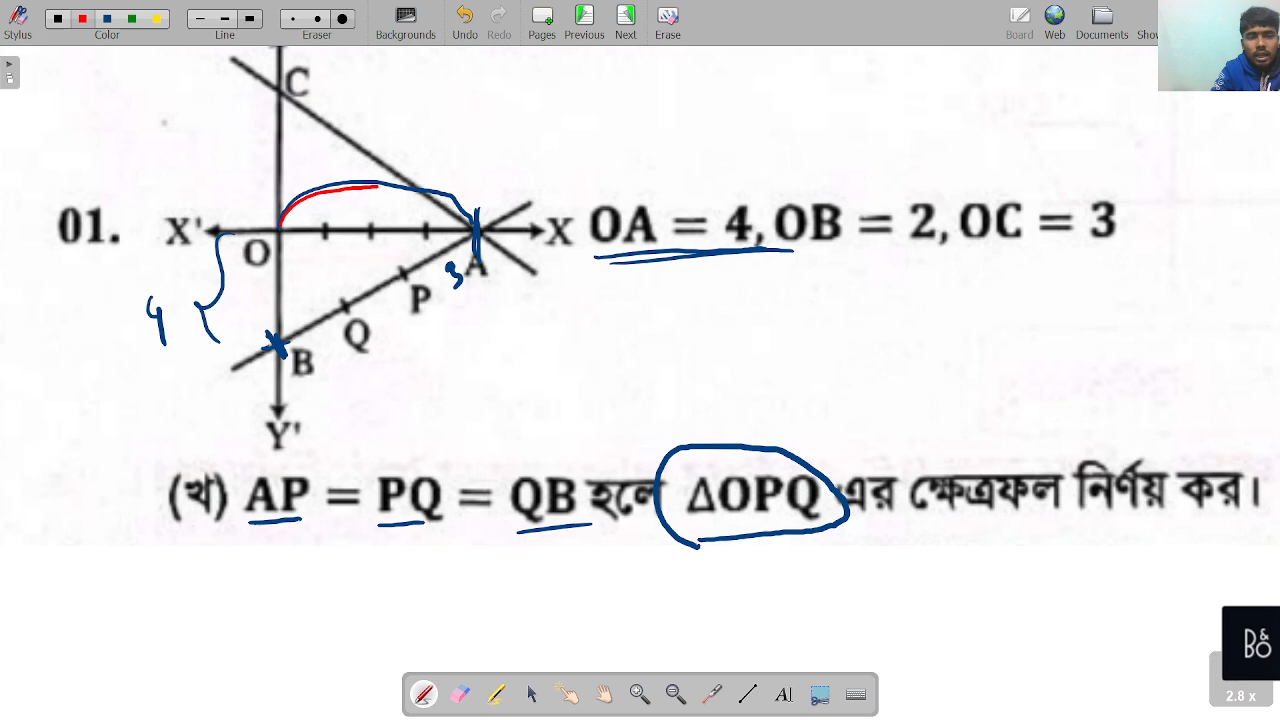 Stylus Color Line Eraser Backgrounds Undo Redo Pages Previous Next Erase Board Web Documents Show
C
01. X' O A X OA = 4, OB = 2, OC = 3
P
Q
B
Y'
(খ) AP = PQ = QB হলে ΔOPQ এর ক্ষেত্রফল নির্ণয় কর।
B&O
2.8 x